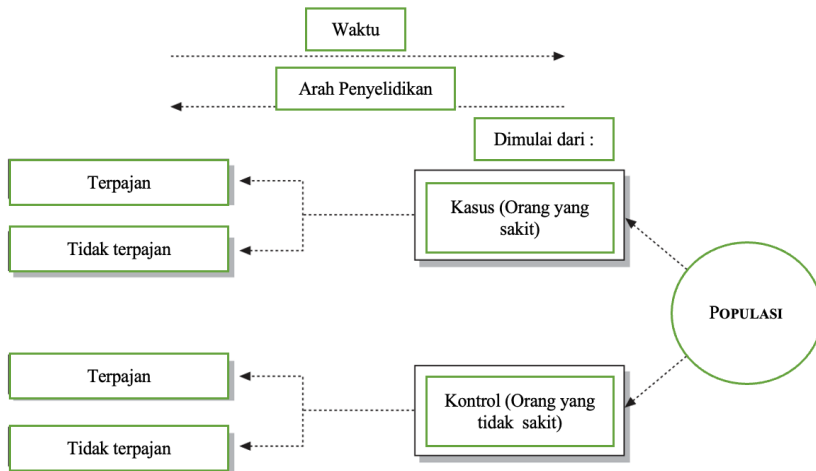 Waktu
Arah Penyelidikan
Dimulai dari :
Terpajan
Kasus (Orang yang
sakit)
Tidak terpajan
POPULASI
Terpajan
Kontrol (Orang yang
tidak sakit)
Tidak terpajan